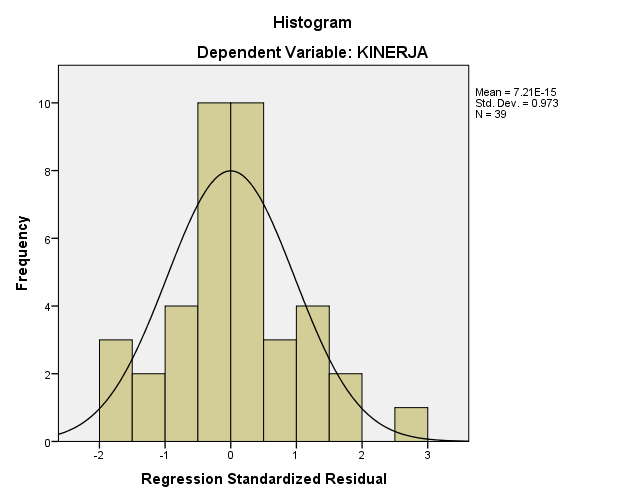 Histogram
Dependent Variable: KINERJA
Mean = 7.21E-15
Std. Dev. = 0.973
N = 39
Frequency
10
8
6
4
2
0
-2 -1 0 1 2 3
Regression Standardized Residual